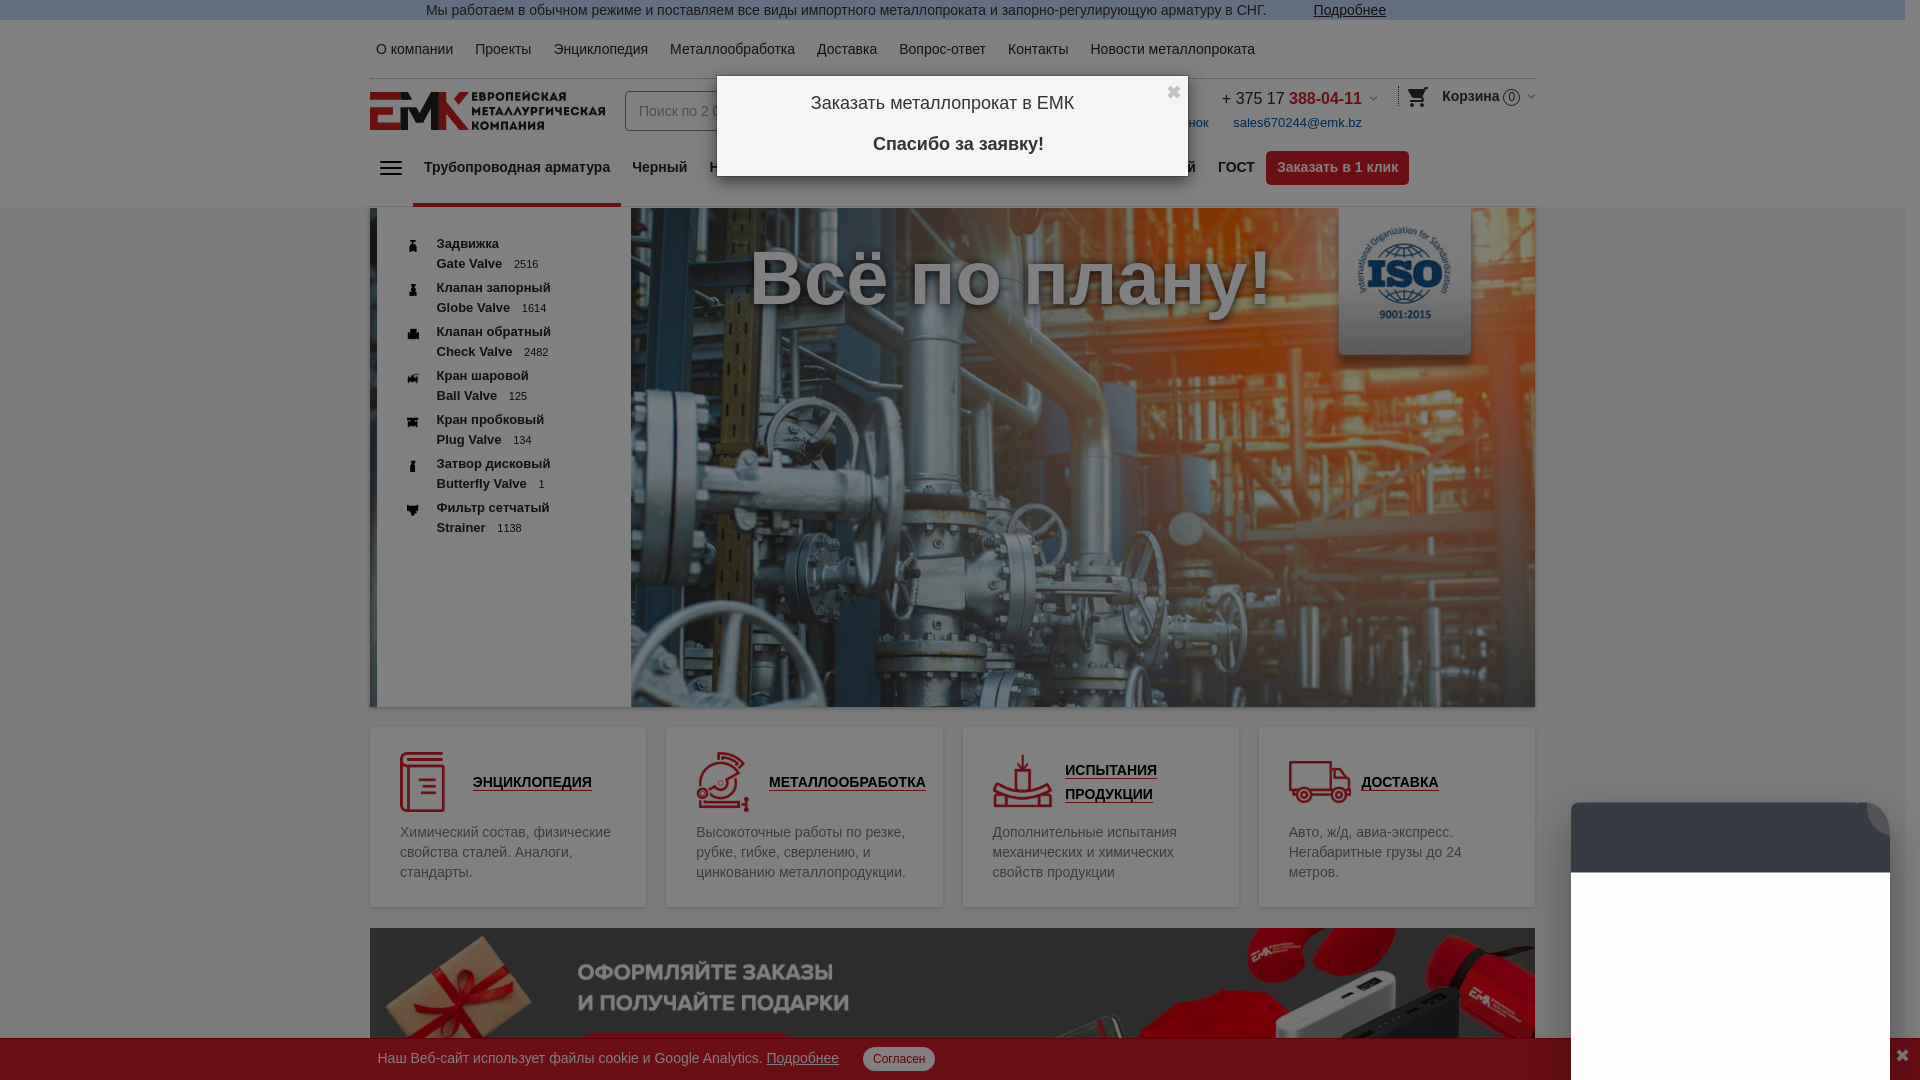 Мы работаем в обычном режиме и поставляем все виды импортного металлопроката и запорно-регулирующую арматуру в СНГ. Подробнее
О компании Проекты Энциклопедия Металлообработка Доставка Вопрос-ответ Контакты Новости металлопроката
ЕВРОПЕЙСКАЯ
ЕМК МЕТАЛЛУРГИЧЕСКАЯ
КОМПАНИЯ
Поиск по 2
Заказать металлопрокат в ЕМК
Спасибо за заявку!
✖
+ 375 17 388-04-11
нок sales670244@emk.bz
Корзина 0
Трубопроводная арматура Черный Н й ГОСТ Заказать в 1 клик
Задвижка
Gate Valve 2516
Клапан запорный
Globe Valve 1614
Клапан обратный
Check Valve 2482
Кран шаровой
Ball Valve 125
Кран пробковый
Plug Valve 134
Затвор дисковый
Butterfly Valve 1
Фильтр сетчатый
Strainer 1138
Всё по плану!
International Organization for Standardization
ISO
9001:2015
ЭНЦИКЛОПЕДИЯ
Химический состав, физические
свойства сталей. Аналоги,
стандарты.
МЕТАЛЛООБРАБОТКА
Высокоточные работы по резке,
рубке, гибке, сверлению, и
цинкованию металлопродукции.
ИСПЫТАНИЯ
ПРОДУКЦИИ
Дополнительные испытания
механических и химических
свойств продукции
ДОСТАВКА
Авто, ж/д, авиа-экспресс.
Негабаритные грузы до 24
метров.
ОФОРМЛЯЙТЕ ЗАКАЗЫ
И ПОЛУЧАЙТЕ ПОДАРКИ
ЕМК
ЕМК
Наш Веб-сайт использует файлы cookie и Google Analytics. Подробнее Согласен ✖